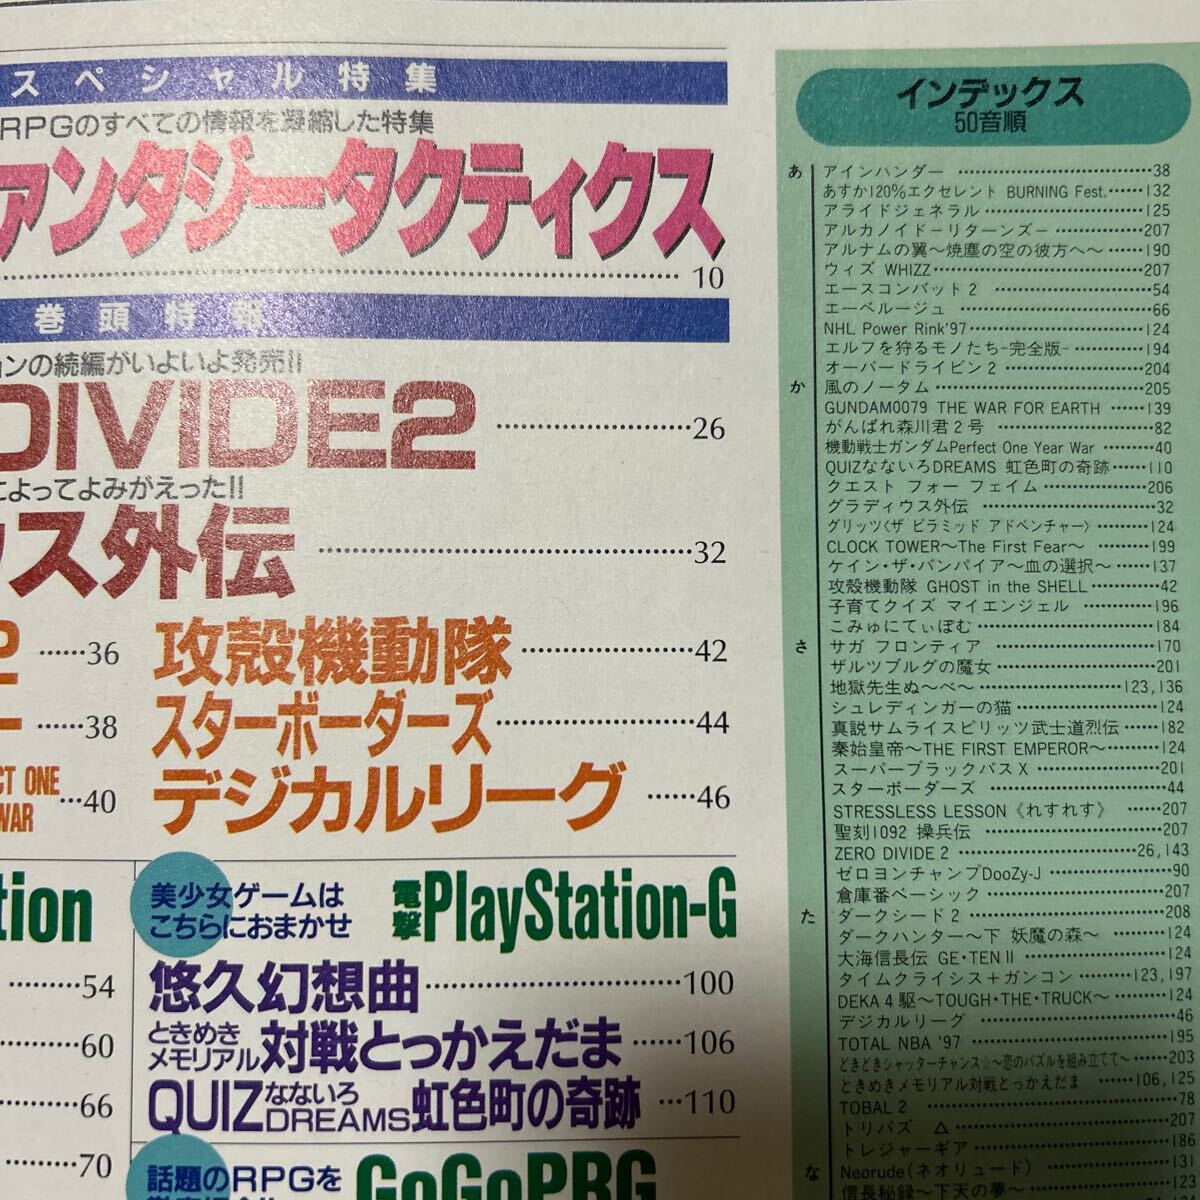 スペシャル特集
RPGのすべての情報を凝縮した特集
ァンタジータクティクス
10
巻頭特報
ョンの続編がいよいよ発売!!
DIVIDE2
26
によってよみがえった!!
ウス外伝
32
2 ……36
攻殻機動隊 42
ー ……38
スターボーダーズ 44
CT ONE
WAR
…40
デジカルリーグ ……46
tion
美少女ゲームは
こちらにおまかせ
電撃PlayStation-G
54
悠久幻想曲 100
60
ときめき
メモリアル対戦とっかえだま ……106
66
QUIZなないろ
DREAMS虹色町の奇跡 …110
70
話題のRPGを
GoGoRPG
インデックス
50音順
あ
アインハンダー 38
あすか120%エクセレント BURNING Fest. 132
アライドジェネラル 125
アルカノイドーリターンズー 207
アルナムの翼〜焼塵の空の彼方へ〜 190
ウィズ WHIZZ 207
エースコンバット2 54
エーベルージュ 66
NHL Power Rink'97 124
エルフを狩るモノたち-完全版- 194
オーバードライビン2 204
か
風のノータム 205
GUNDAM0079 THE WAR FOR EARTH 139
がんばれ森川君2号 82
機動戦士ガンダムPerfect One Year War 40
QUIZなないろDREAMS 虹色町の奇跡 110
クエスト フォー フェイム 206
グラディウス外伝 32
グリッツ〈ザ ピラミッド アドベンチャー〉 124
CLOCK TOWER〜The First Fear〜 199
ケイン・ザ・バンパイア〜血の選択〜 137
攻殻機動隊 GHOST in the SHELL 42
子育てクイズ マイエンジェル 196
こみゅにてぃぽむ 184
さ
サガ フロンティア 170
ザルツブルグの魔女 201
地獄先生ぬ〜べ〜 123,136
シュレディンガーの猫 124
真説サムライスピリッツ武士道烈伝 182
秦始皇帝〜THE FIRST EMPEROR〜 124
スーパーブラックバスX 201
スターボーダーズ 44
STRESSLESS LESSON《れすれす》 207
聖刻1092 操兵伝 207
ZERO DIVIDE 2 26,143
ゼロヨンチャンプDooZy-J 90
倉庫番ベーシック 207
た
ダークシード2 208
ダークハンター〜下 妖魔の森〜 124
大海信長伝 GE・TEN II 124
タイムクライシス+ガンコン 123,197
DEKA4駆〜TOUGH・THE・TRUCK〜 124
デジカルリーグ 46
TOTAL NBA '97 195
どきどきシャッターチャンス☆〜恋のパズルを組み立てて〜 203
ときめきメモリアル対戦とっかえだま 106,125
TOBAL 2 78
トリパズ △ 207
トレジャーギア 186
な
Neorude(ネオリュード) 131
信長秘録〜下天の夢〜 123